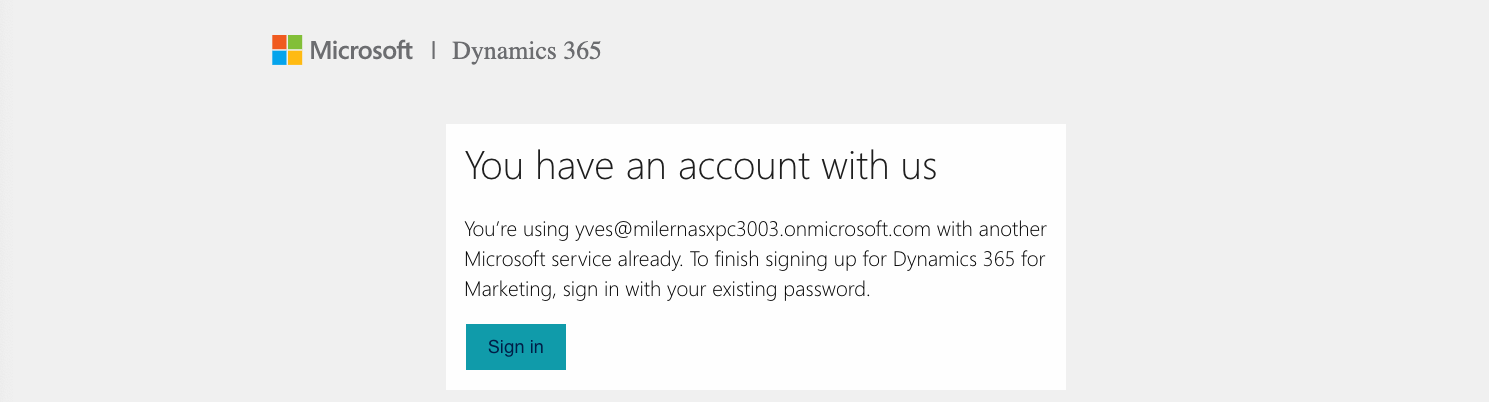 Microsoft | Dynamics 365
You have an account with us
You’re using yves@milernasxpc3003.onmicrosoft.com with another
Microsoft service already. To finish signing up for Dynamics 365 for
Marketing, sign in with your existing password.
Sign in